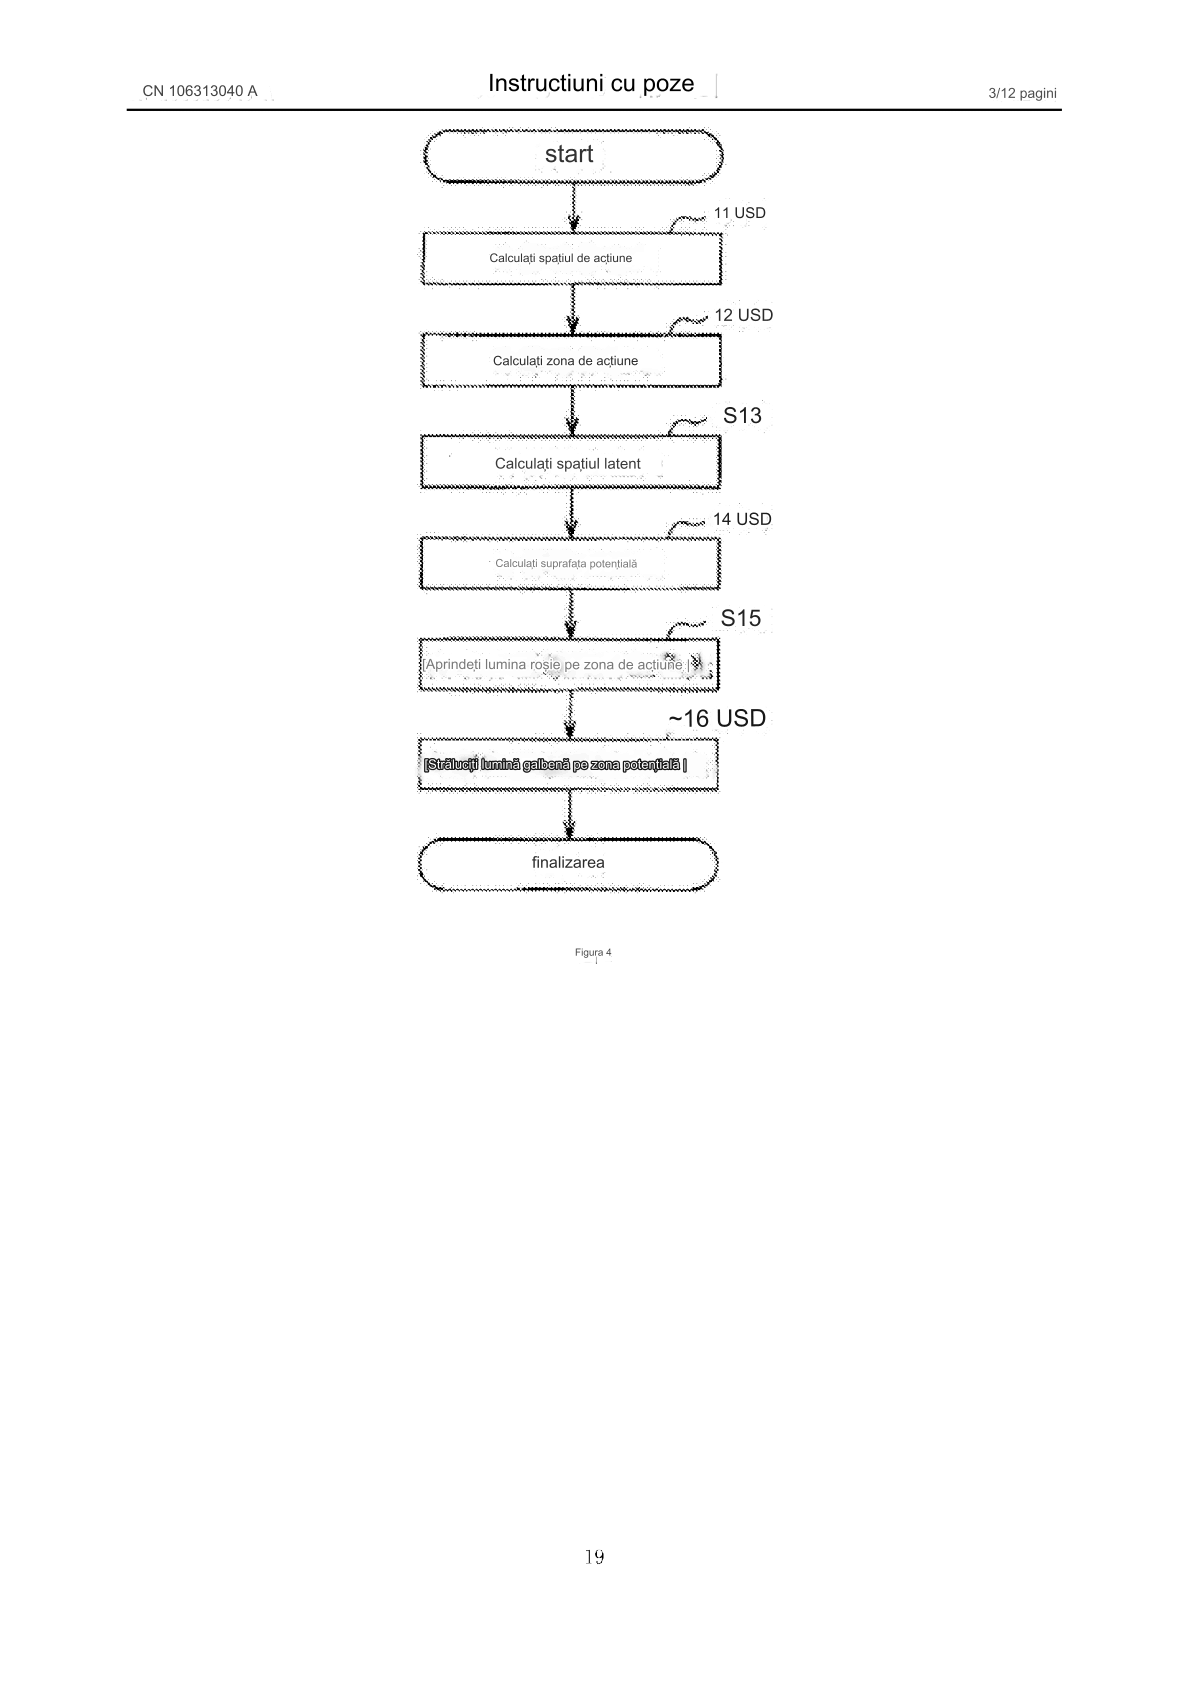 CN 106313040 A
Instructiuni cu poze
3/12 pagini
start
11 USD
Calculați spațiul de acțiune
12 USD
Calculați zona de acțiune
S13
Calculați spațiul latent
14 USD
Calculați suprafața potențială
S15
[Aprindeți lumina roșie pe zona de acțiune |
~16 USD
[Străluciți lumină galbenă pe zona potențială |
finalizarea
Figura 4
19